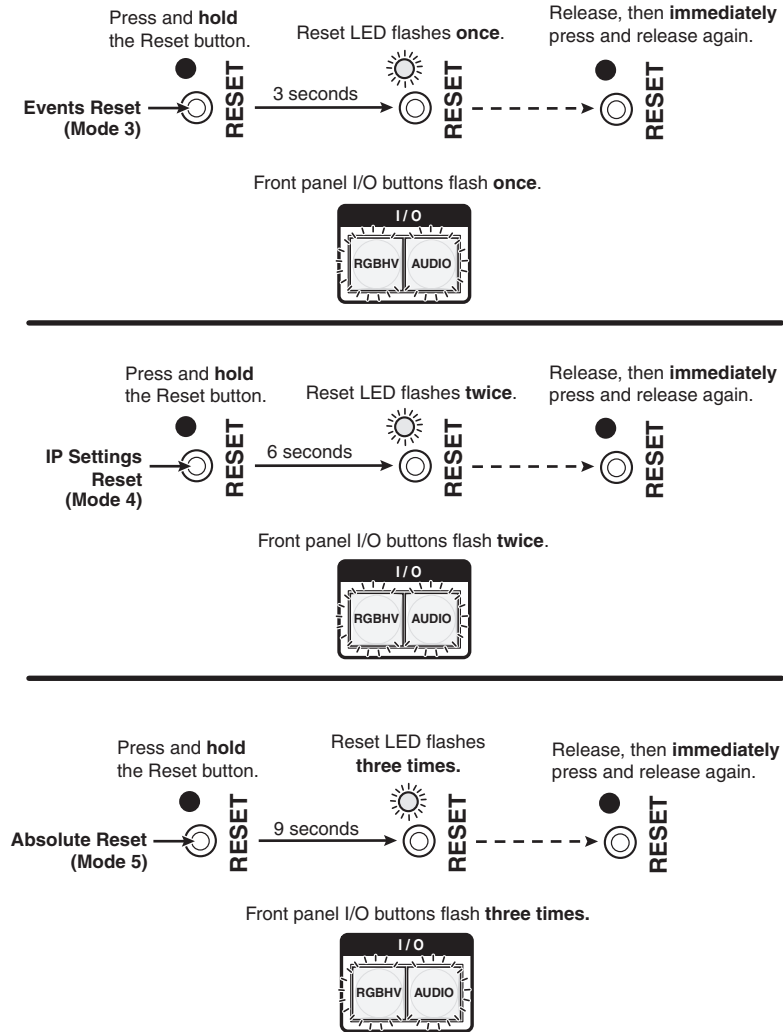 Press and hold
the Reset button.
Reset LED flashes once.
Release, then immediately
press and release again.
Events Reset
(Mode 3)
RESET
3 seconds
RESET
RESET
Front panel I/O buttons flash once.
I / O
RGBHV
AUDIO
Press and hold
the Reset button.
Reset LED flashes twice.
Release, then immediately
press and release again.
IP Settings
Reset
(Mode 4)
RESET
6 seconds
RESET
RESET
Front panel I/O buttons flash twice.
I / O
RGBHV
AUDIO
Press and hold
the Reset button.
Reset LED flashes
three times.
Release, then immediately
press and release again.
Absolute Reset
(Mode 5)
RESET
9 seconds
RESET
RESET
Front panel I/O buttons flash three times.
I / O
RGBHV
AUDIO